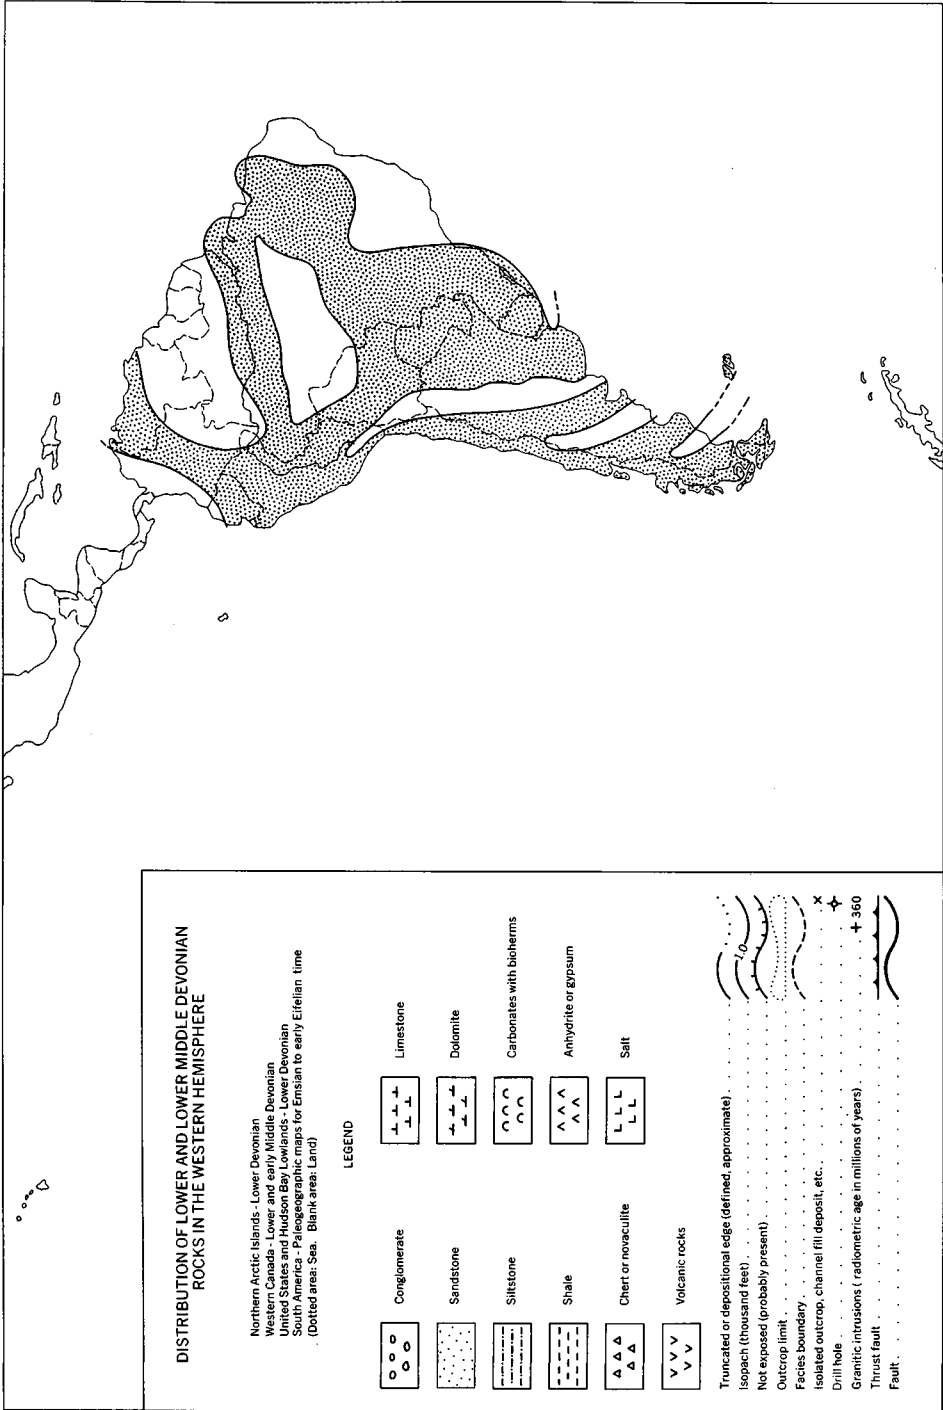 DISTRIBUTION OF LOWER AND LOWER MIDDLE DEVONIAN
ROCKS IN THE WESTERN HEMISPHERE
Northern Arctic Islands - Lower Devonian
Western Canada - Lower and early Middle Devonian
United States and Hudson Bay Lowlands - Lower Devonian
South America - Paleogeographic maps for Emsian to early Eifelian time
(Dotted area: Sea. Blank area: Land)
LEGEND
Conglomerate
Limestone
Sandstone
Dolomite
Siltstone
Carbonates with bioherms
Shale
Anhydrite or gypsum
Chert or novaculite
Salt
Volcanic rocks
Truncated or depositional edge (defined, approximate)
Isopach (thousand feet) 1.0
Not exposed (probably present)
Outcrop limit
Facies boundary
Isolated outcrop, channel fill deposit, etc. x
Drill hole
Granitic intrusions (radiometric age in millions of years) +360
Thrust fault
Fault